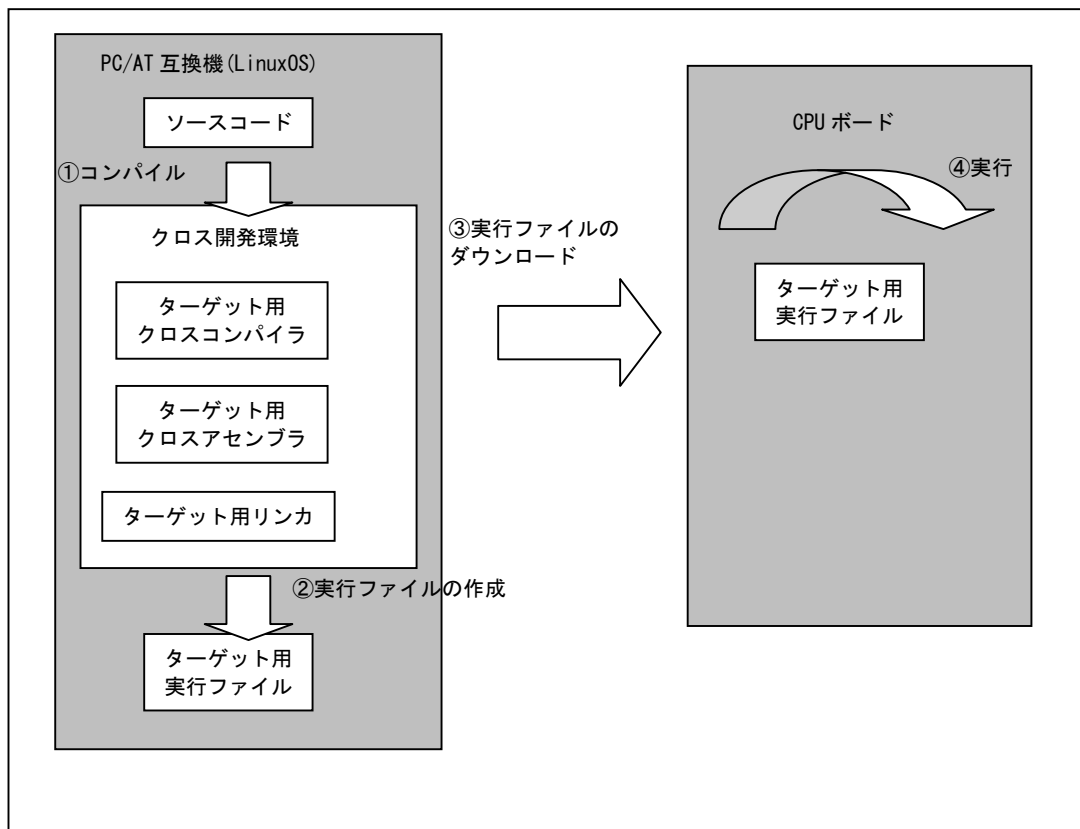 PC/AT 互換機(LinuxOS)
ソースコード
①コンパイル
クロス開発環境
ターゲット用
クロスコンパイラ
ターゲット用
クロスアセンブラ
ターゲット用リンカ
②実行ファイルの作成
ターゲット用
実行ファイル
③実行ファイルの
ダウンロード
CPU ボード
④実行
ターゲット用
実行ファイル